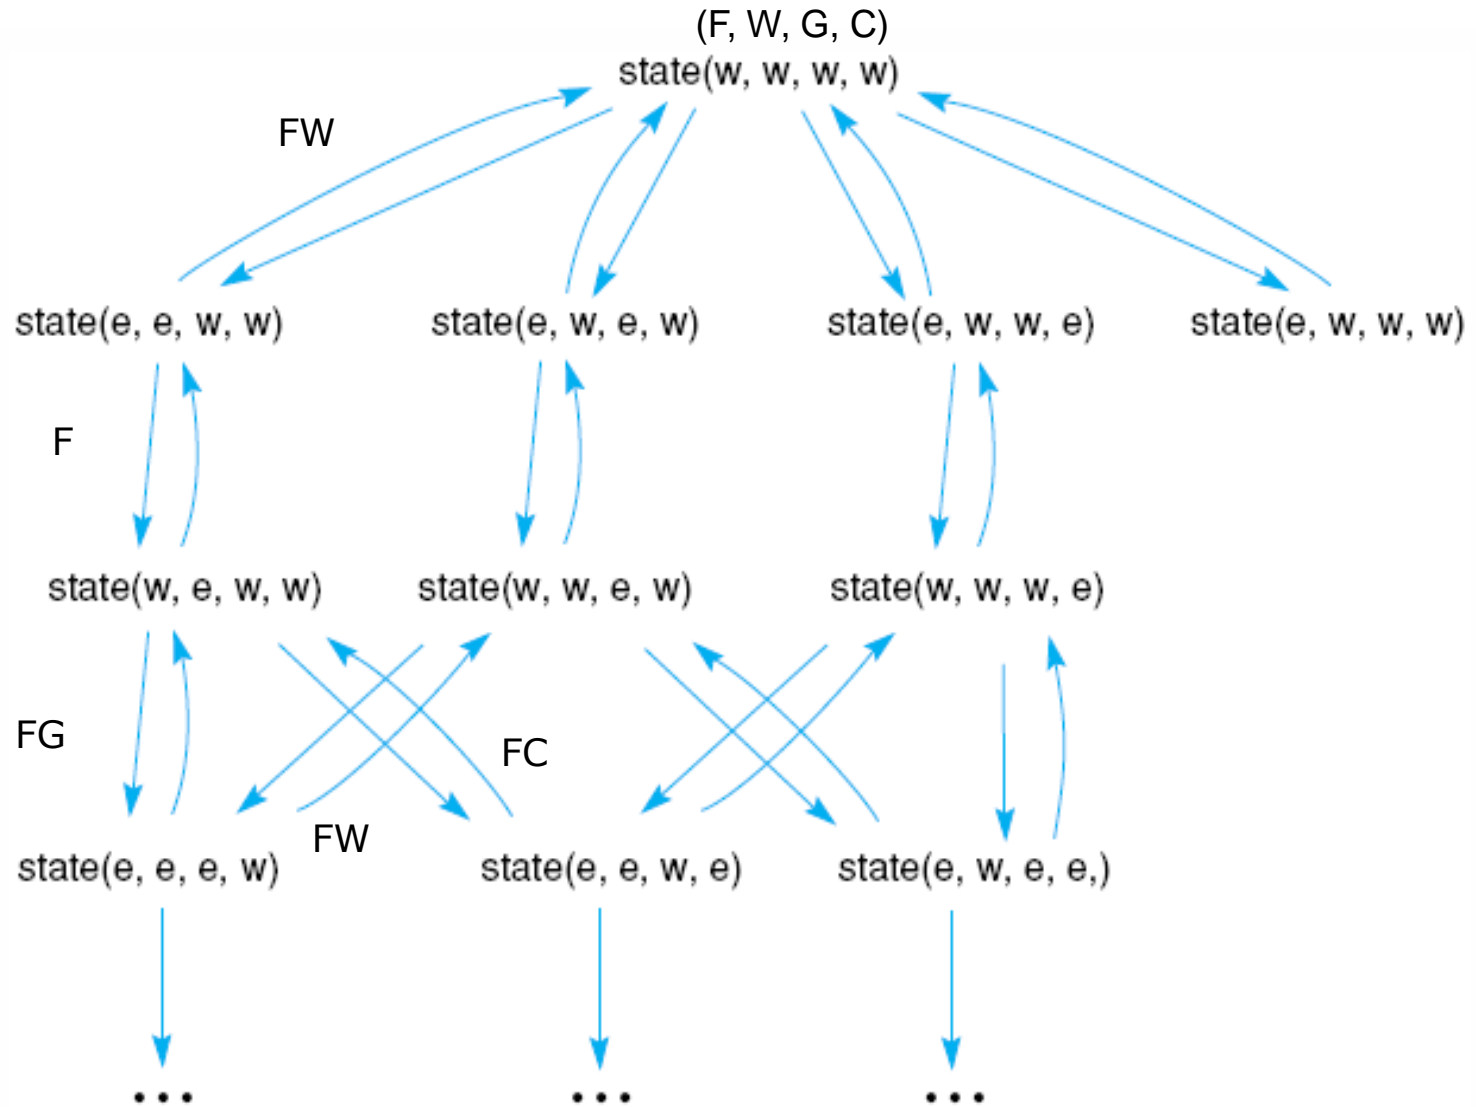 (F, W, G, C)
state(w, w, w, w)
FW
state(e, e, w, w)
state(e, w, e, w)
state(e, w, w, e)
state(e, w, w, w)
F
state(w, e, w, w)
state(w, w, e, w)
state(w, w, w, e)
FG
FC
FW
state(e, e, e, w)
state(e, e, w, e)
state(e, w, e, e,)
...
...
...